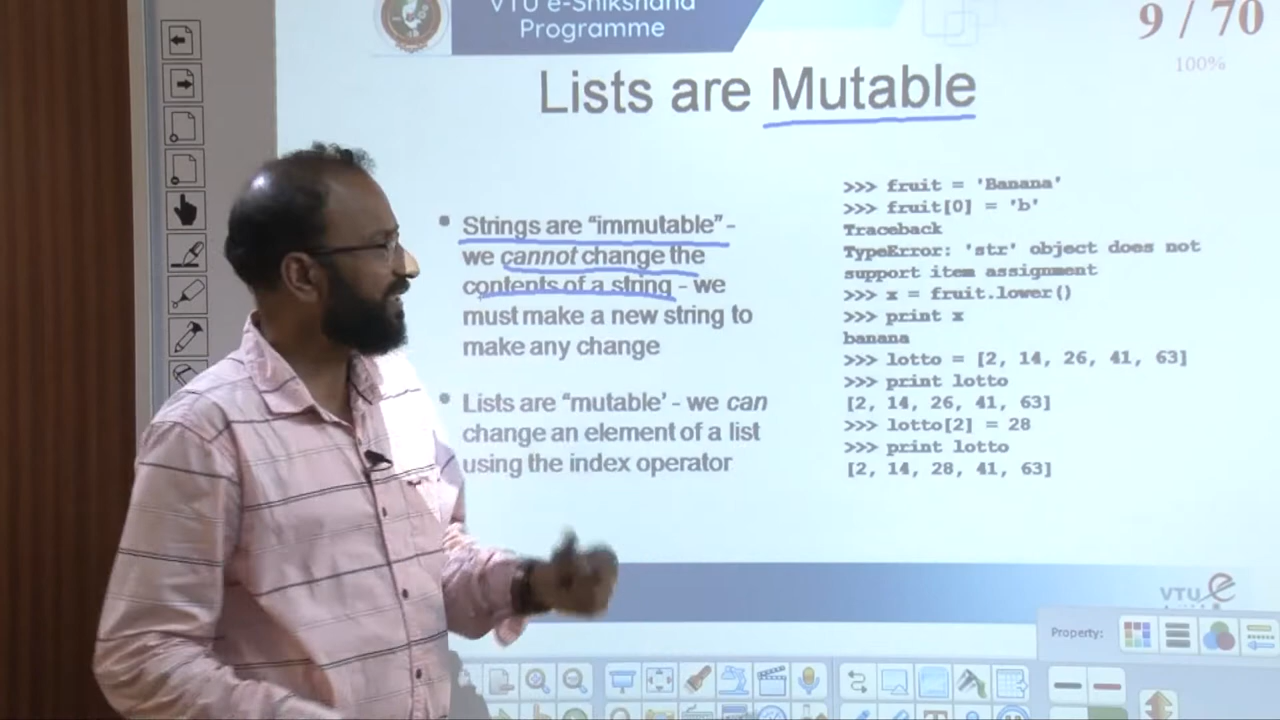 VTU e-Shikshana
Programme
9 / 70
100%
Lists are Mutable
• Strings are “immutable” -
we cannot change the
contents of a string - we
must make a new string to
make any change
• Lists are “mutable’ - we can
change an element of a list
using the index operator
>>> fruit = 'Banana'
>>> fruit[0] = 'b'
Traceback
TypeError: 'str' object does not
support item assignment
>>> x = fruit.lower()
>>> print x
banana
>>> lotto = [2, 14, 26, 41, 63]
>>> print lotto
[2, 14, 26, 41, 63]
>>> lotto[2] = 28
>>> print lotto
[2, 14, 28, 41, 63]
VTU e
Property: